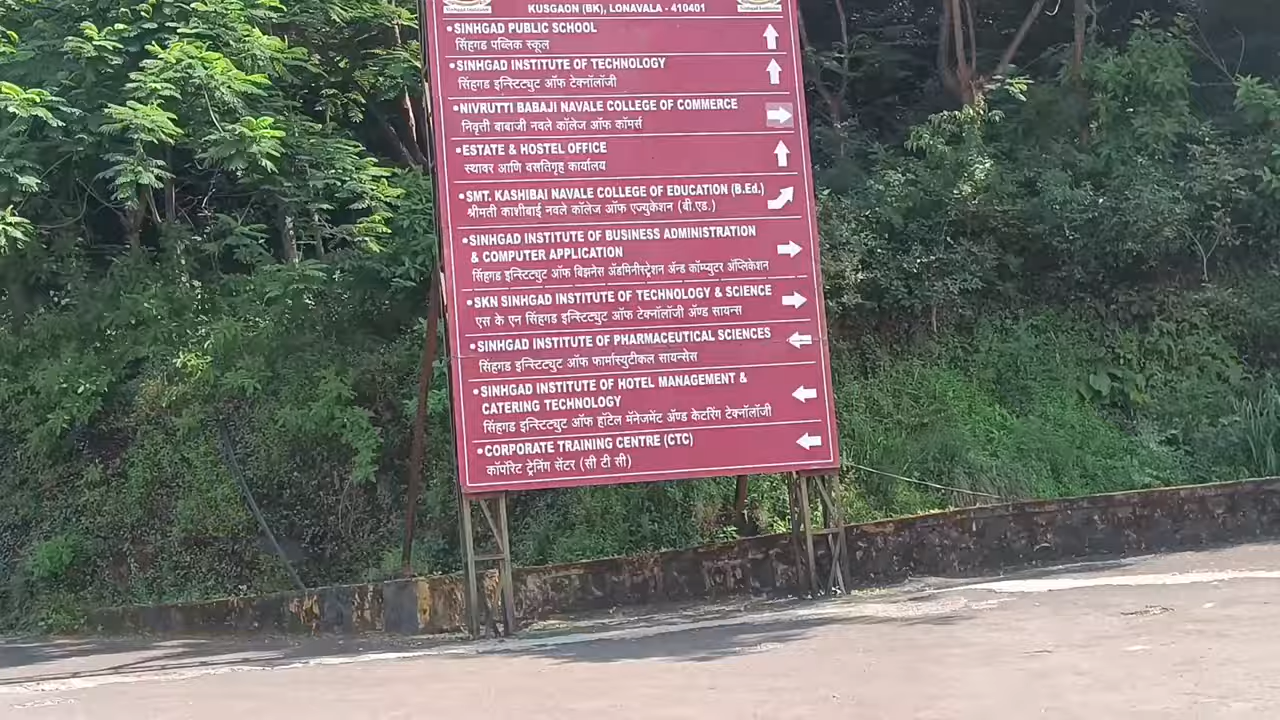 Sinhgad Institutes
KUSGAON (BK), LONAVALA - 410401
Sinhgad Institutes
•SINHGAD PUBLIC SCHOOL
सिंहगड पब्लिक स्कूल
•SINHGAD INSTITUTE OF TECHNOLOGY
सिंहगड इन्स्टिट्युट ऑफ टेक्नॉलॉजी
•NIVRUTTI BABAJI NAVALE COLLEGE OF COMMERCE
निवृत्ती बाबाजी नवले कॉलेज ऑफ कॉमर्स
•ESTATE & HOSTEL OFFICE
स्थावर आणि वसतिगृह कार्यालय
•SMT. KASHIBAI NAVALE COLLEGE OF EDUCATION (B.Ed.)
श्रीमती काशीबाई नवले कॉलेज ऑफ एज्युकेशन (बी.एड.)
•SINHGAD INSTITUTE OF BUSINESS ADMINISTRATION
& COMPUTER APPLICATION
सिंहगड इन्स्टिट्युट ऑफ बिझनेस अ‍ॅडमिनीस्ट्रेशन अ‍ॅन्ड कॉम्प्युटर अ‍ॅप्लिकेशन
•SKN SINHGAD INSTITUTE OF TECHNOLOGY & SCIENCE
एस के एन सिंहगड इन्स्टिट्युट ऑफ टेक्नॉलॉजी अ‍ॅण्ड सायन्स
•SINHGAD INSTITUTE OF PHARMACEUTICAL SCIENCES
सिंहगड इन्स्टिट्युट ऑफ फार्मास्युटीकल सायन्सेस
•SINHGAD INSTITUTE OF HOTEL MANAGEMENT &
CATERING TECHNOLOGY
सिंहगड इन्स्टिट्युट ऑफ हॉटेल मॅनेजमेंट अ‍ॅण्ड केटरिंग टेक्नॉलॉजी
•CORPORATE TRAINING CENTRE (CTC)
कॉर्पोरेट ट्रेनिंग सेंटर (सी टी सी)